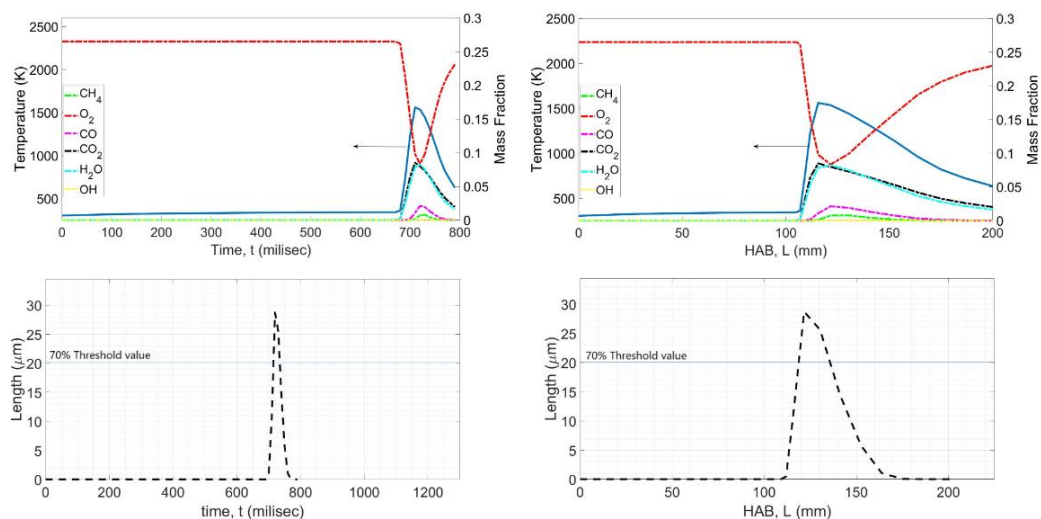 2500
2000
1500
1000
500
0.3
0.25
0.2
0.15
0.1
0.05
0
Temperature (K)
Mass Fraction
CH4
O2
CO
CO2
H2O
OH
0 100 200 300 400 500 600 700 800
Time, t (milisec)
2500
2000
1500
1000
500
0.3
0.25
0.2
0.15
0.1
0.05
0
Temperature (K)
Mass Fraction
CH4
O2
CO
CO2
H2O
OH
0 50 100 150 200
HAB, L (mm)
30
25
20
15
10
5
0
Length (μm)
70% Threshold value
0 200 400 600 800 1000 1200
time, t (milisec)
30
25
20
15
10
5
0
Length (μm)
70% Threshold value
0 50 100 150 200
HAB, L (mm)